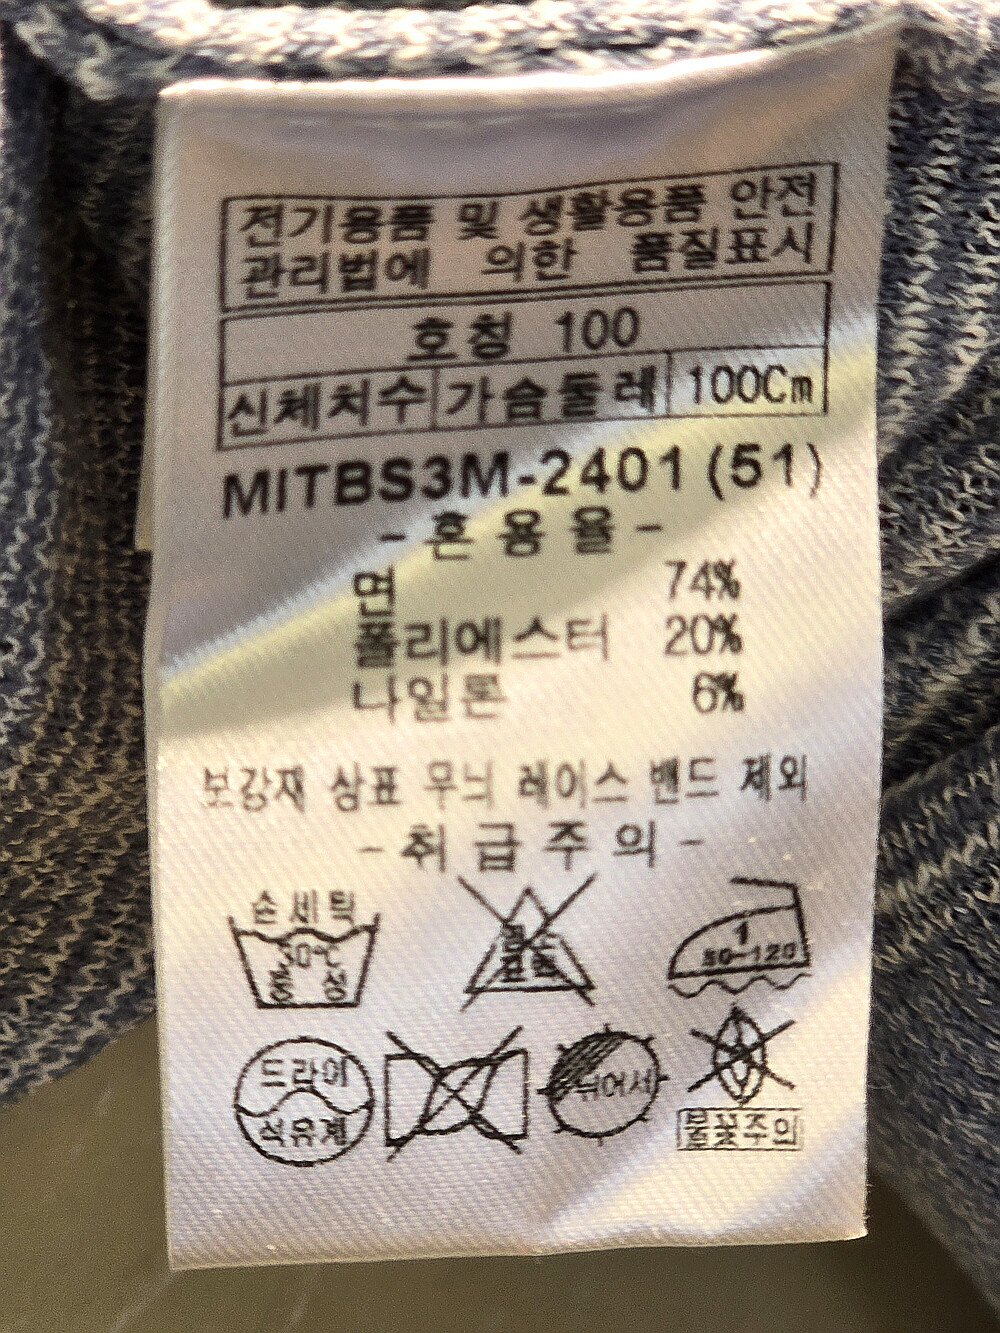 전기용품 및 생활용품 안전
관리법에 의한 품질표시
호칭 100
신체치수 가슴둘레 100Cm
MITBS3M-2401 (51)
- 혼 용 율 -
면 74%
폴리에스터 20%
나일론 6%
보강재 상표 무늬 레이스 밴드 제외
- 취 급 주 의 -
손세탁
염소
표백
1
80-120
드라이
석유계
뉘어서
불꽃주의